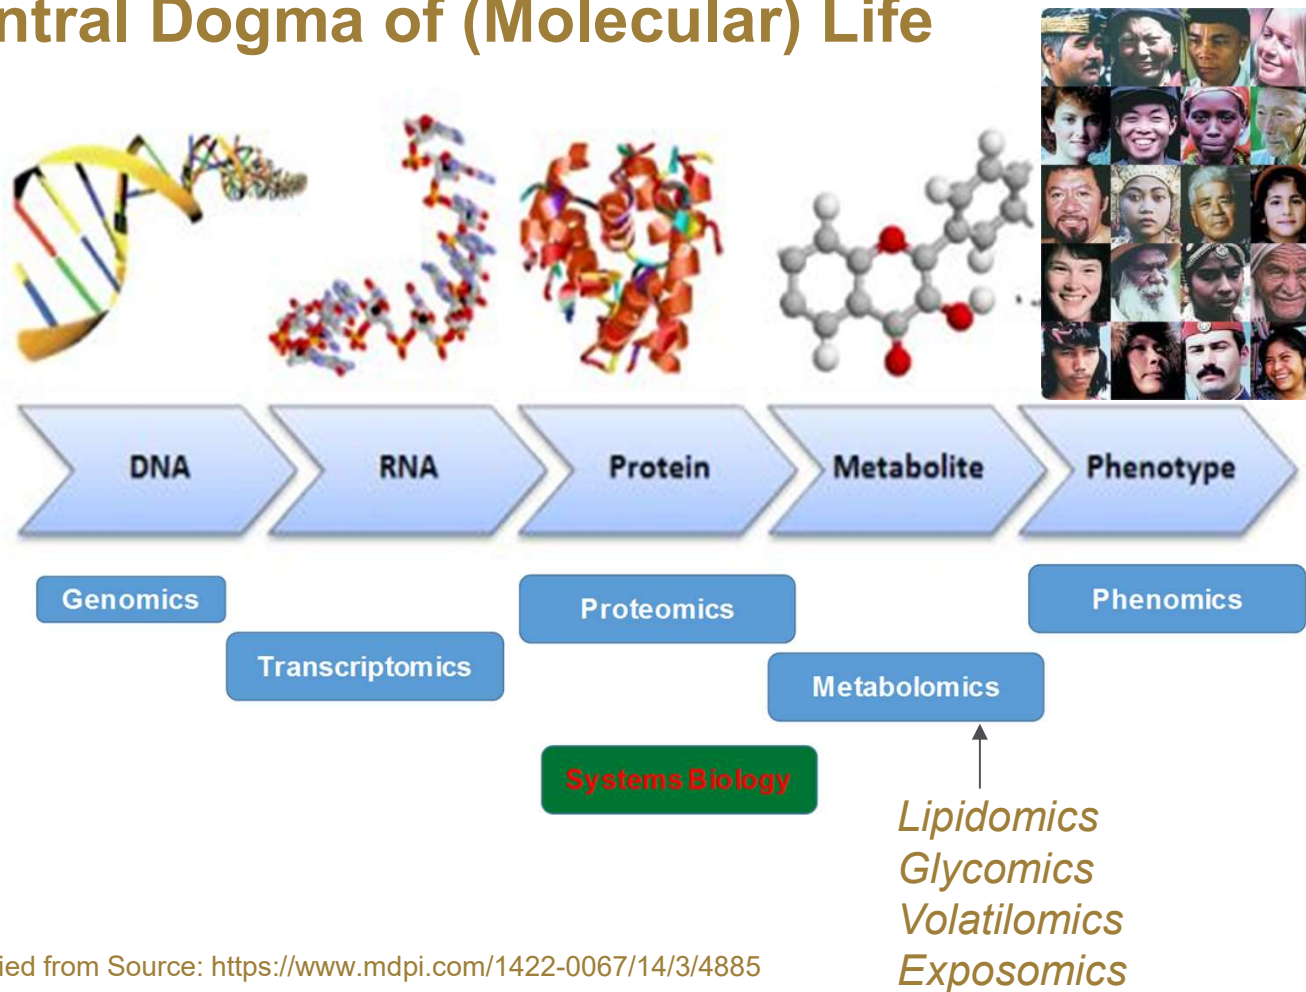 ntral Dogma of (Molecular) Life
DNA
RNA
Protein
Metabolite
Phenotype
Genomics
Proteomics
Phenomics
Transcriptomics
Metabolomics
Systems Biology
Lipidomics
Glycomics
Volatilomics
Exposomics
ied from Source: https://www.mdpi.com/1422-0067/14/3/4885